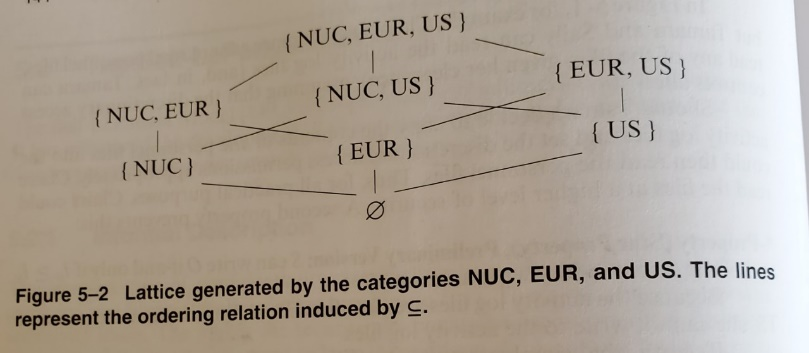 { NUC, EUR, US }
{ NUC, EUR }
{ NUC, US }
{ EUR, US }
{ NUC }
{ EUR }
{ US }
∅
Figure 5–2 Lattice generated by the categories NUC, EUR, and US. The lines
represent the ordering relation induced by ⊆.